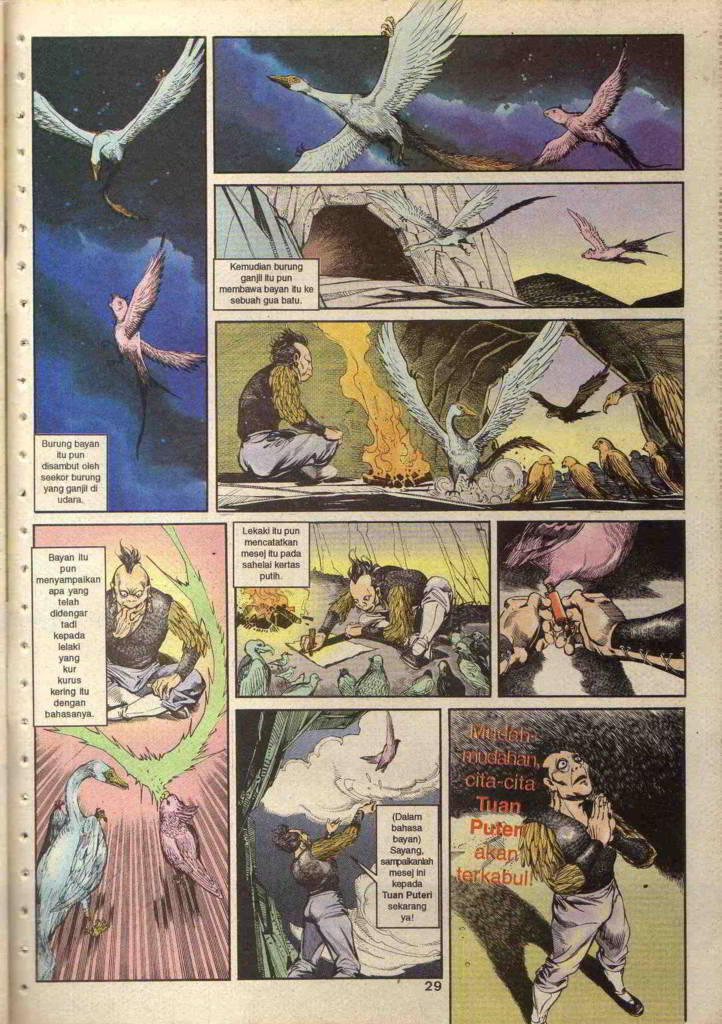 Kemudian burung
ganjil itu pun
membawa bayan itu ke
sebuah gua batu.
Burung bayan
itu pun
disambut oleh
seekor burung
yang ganjil di
udara.
Bayan itu
pun
menyampaikan
apa yang
telah
didengar
tadi
kepada
lelaki
yang
kur
kurus
kering itu
dengan
bahasanya.
Lekaki itu pun
mencatatkan
mesej itu pada
sahelai kertas
putih.
(Dalam
bahasa
bayan)
Sayang,
sampaikanlah
mesej ini
kepada
Tuan Puteri
sekarang
ya!
Mudah-
mudahan,
cita-cita
Tuan
Puteri
akan
terkabul!
29